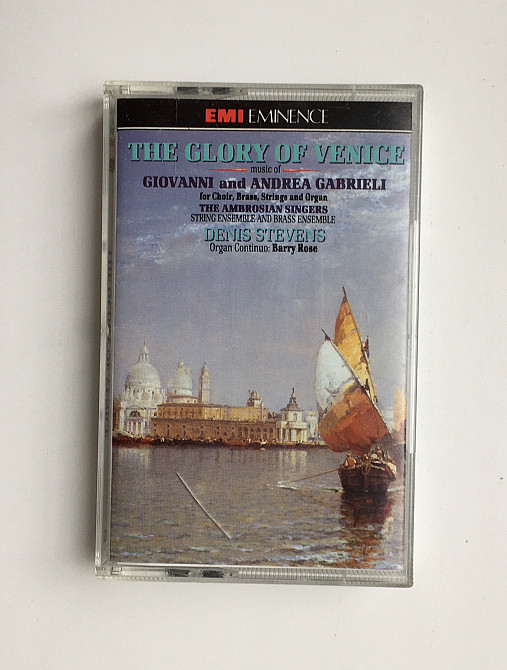 EMI EMINENCE
THE GLORY OF VENICE
music of
GIOVANNI and ANDREA GABRIELI
for Choir, Brass, Strings and Organ
THE AMBROSIAN SINGERS
STRING ENSEMBLE AND BRASS ENSEMBLE
DENIS STEVENS
Organ Continuo: Barry Rose